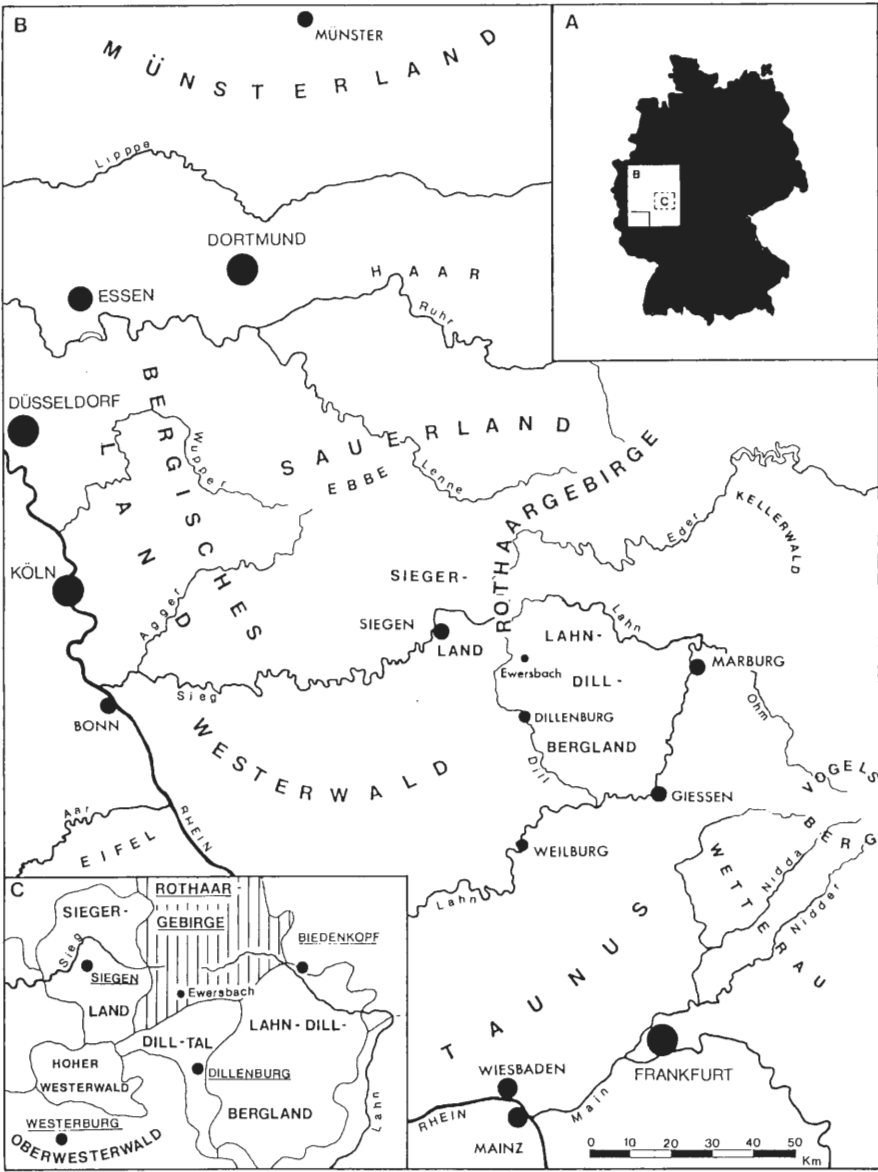 B
MÜNSTER
MÜNSTERLAND
Lipppe
DORTMUND
HAAR
ESSEN
Ruhr
A
B
C
DÜSSELDORF
BERGISCHES
LAND
Wupper
SAUERLAND
EBBE
Lenne
ROTHAARGEBIRGE
Eder
KELLERWALD
KÖLN
Agger
SIEGER-
LAND
SIEGEN
Lahn
LAHN-
Ewersbach
DILL-
MARBURG
Sieg
BONN
DILLENBURG
BERGLAND
Ohm
WESTERWALD
Dill
GIESSEN
VOGELS
BERG
Aar
RHEIN
EIFEL
WEILBURG
Lahn
WETTERAU
Nidda
Nidder
TAUNUS
WIESBADEN
FRANKFURT
RHEIN
Main
MAINZ
0 10 20 30 40 50
Km
C
ROTHAAR-
GEBIRGE
SIEGER-
Sieg
BIEDENKOPF
SIEGEN
Ewersbach
LAND
LAHN-DILL-
DILL-TAL
HOHER
WESTERWALD
DILLENBURG
BERGLAND
Lahn
WESTERBURG
OBERWESTERWALD